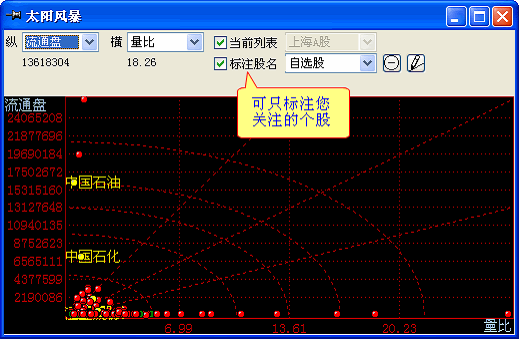 太阳风暴
纵 流通盘 横 量比 当前列表 上海A股
13618304 18.26 标注股名 自选股
可只标注您
关注的个股
流通盘
24065208
21877696
19690184
17502672
15315160
13127648
10940135
8752623
6565111
4377599
2190086
中国石油
中国石化
6.99 13.61 20.23 量比